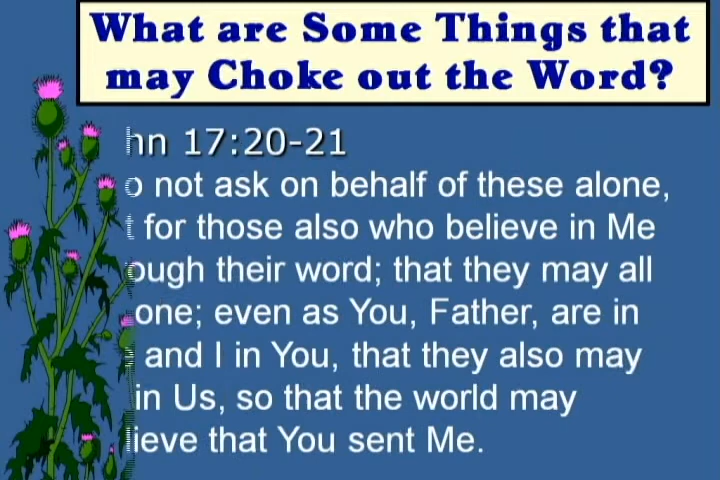 What are Some Things that
may Choke out the Word?
hn 17:20-21
o not ask on behalf of these alone,
t for those also who believe in Me
ough their word; that they may all
one; even as You, Father, are in
and I in You, that they also may
in Us, so that the world may
lieve that You sent Me.